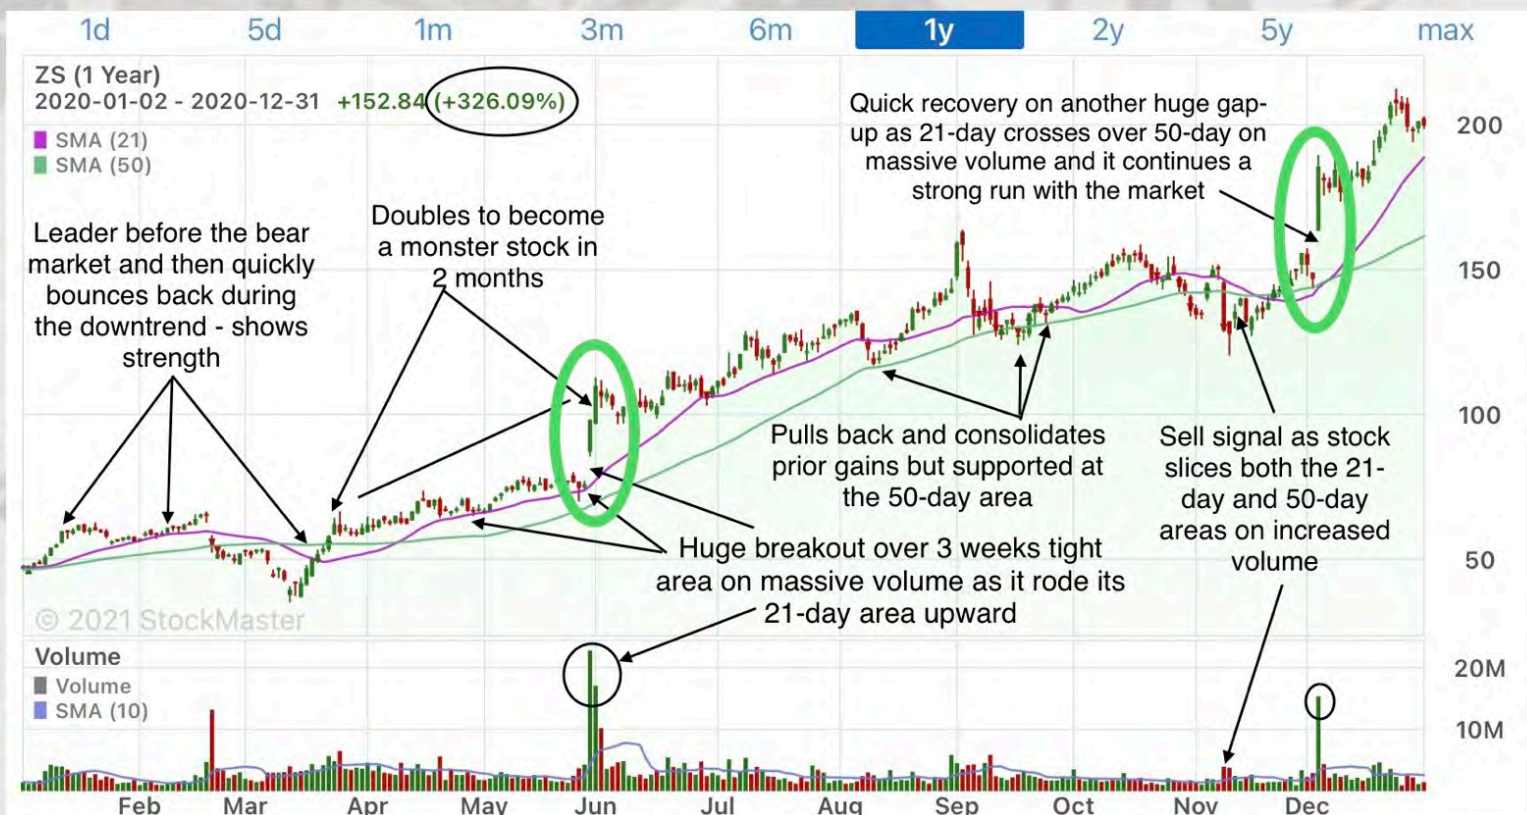 1d 5d 1m 3m 6m 1y 2y 5y max
ZS (1 Year)
2020-01-02 - 2020-12-31 +152.84 (+326.09%)
SMA (21)
SMA (50)
Leader before the bear
market and then quickly
bounces back during
the downtrend - shows
strength
Doubles to become
a monster stock in
2 months
Quick recovery on another huge gap-
up as 21-day crosses over 50-day on
massive volume and it continues a
strong run with the market
200
150
100
50
Pulls back and consolidates
prior gains but supported at
the 50-day area
Sell signal as stock
slices both the 21-
day and 50-day
areas on increased
volume
Huge breakout over 3 weeks tight
area on massive volume as it rode its
21-day area upward
© 2021 StockMaster
Volume
Volume
SMA (10)
20M
10M
Feb Mar Apr May Jun Jul Aug Sep Oct Nov Dec